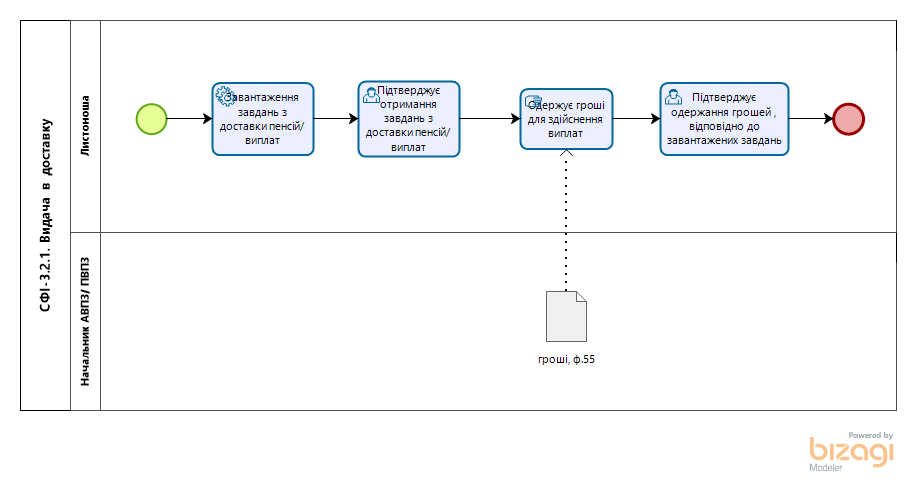 СФІ-3.2.1. Видача в доставку
Листоноша
Завантаження
завдань з
доставки пенсій/
виплат
Підтверджує
отримання
завдань з
доставки пенсій/
виплат
Одержує гроші
для здійснення
виплат
Підтверджує
одержання грошей ,
відповідно до
завантажених завдань
Начальник АВПЗ/ ПВПЗ
гроші, ф.55
Powered by
bizagi
Modeler